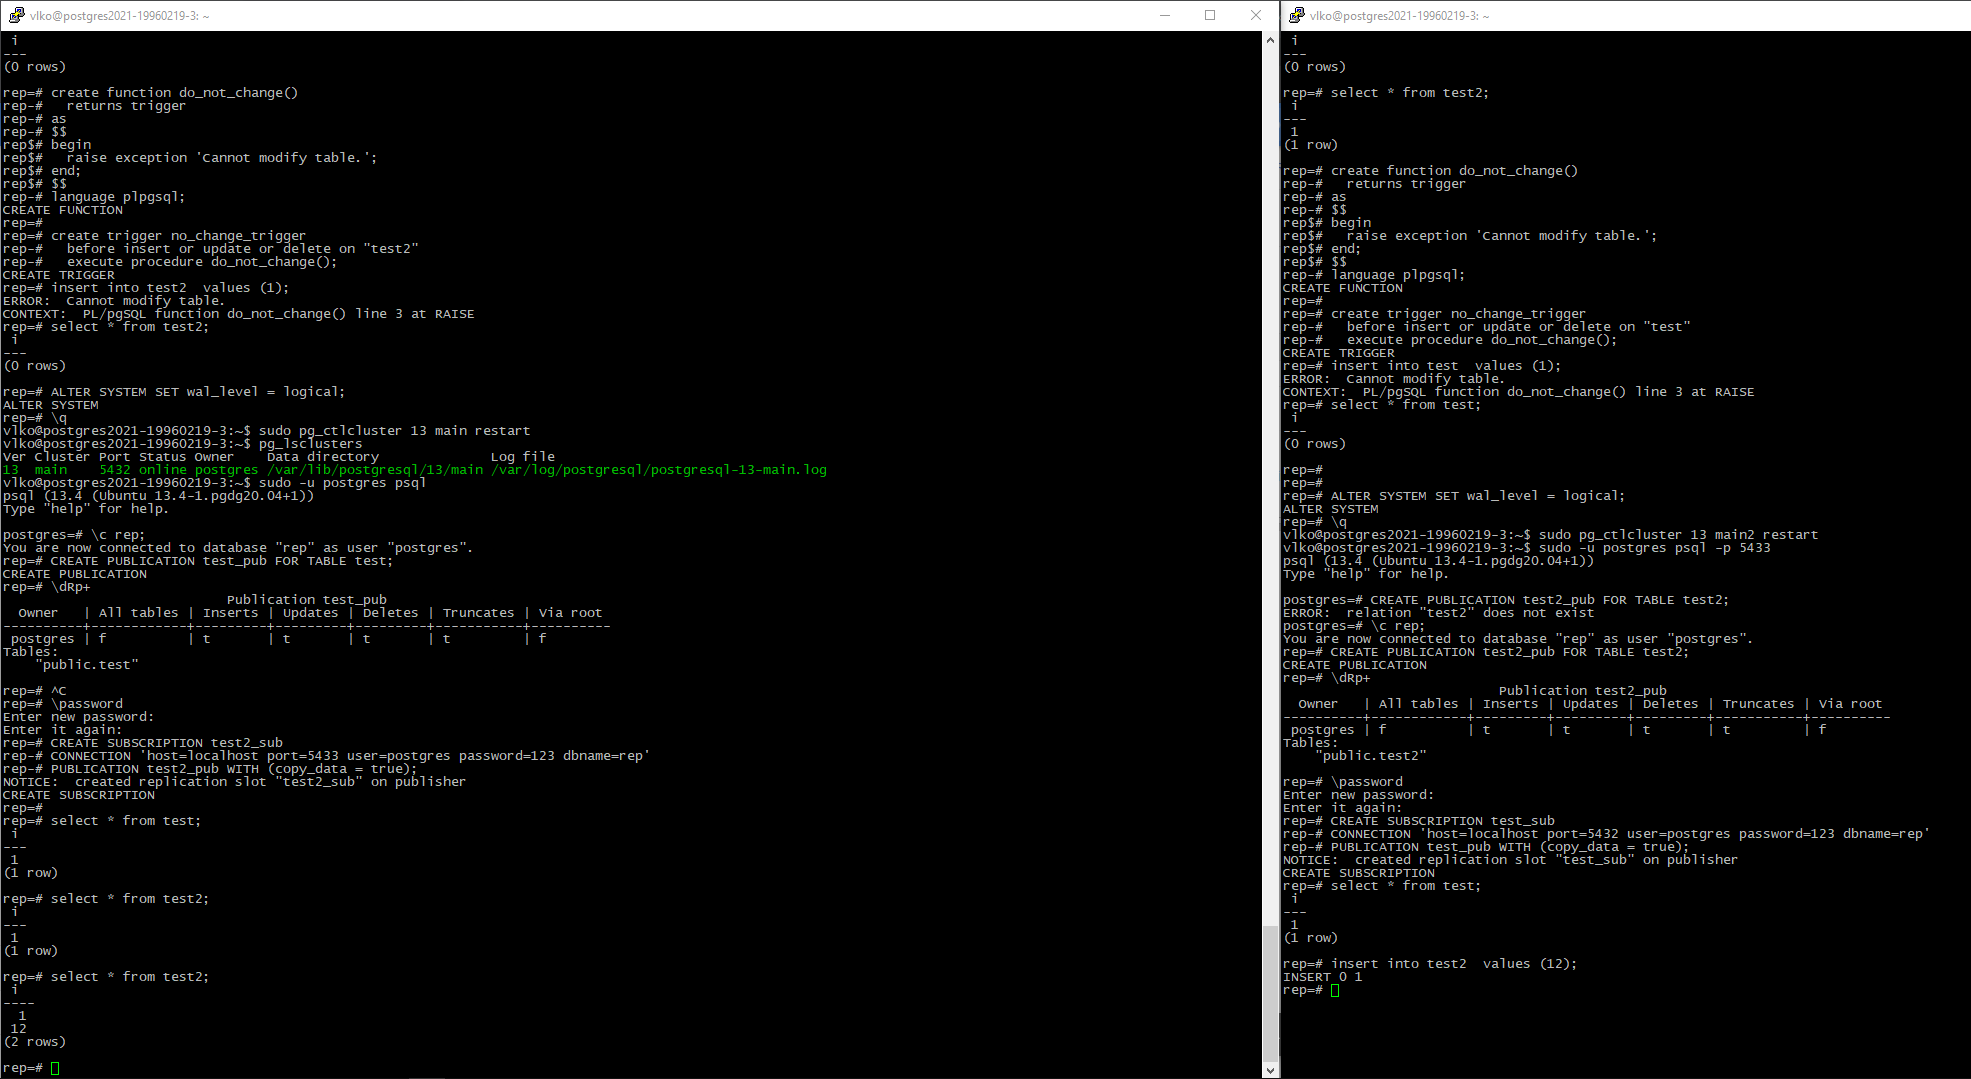 vlko@postgres2021-19960219-3: ~
 i
---
(0 rows)

rep=# create function do_not_change()
rep-#   returns trigger
rep-# as
rep-# $$
rep$# begin
rep$#   raise exception 'Cannot modify table.';
rep$# end;
rep$# $$
rep-# language plpgsql;
CREATE FUNCTION
rep=#
rep=# create trigger no_change_trigger
rep-#   before insert or update or delete on "test2"
rep-#   execute procedure do_not_change();
CREATE TRIGGER
rep=# insert into test2  values (1);
ERROR:  Cannot modify table.
CONTEXT:  PL/pgSQL function do_not_change() line 3 at RAISE
rep=# select * from test2;
 i
---
(0 rows)

rep=# ALTER SYSTEM SET wal_level = logical;
ALTER SYSTEM
rep=# \q
vlko@postgres2021-19960219-3:~$ sudo pg_ctlcluster 13 main restart
vlko@postgres2021-19960219-3:~$ pg_lsclusters
Ver Cluster Port Status Owner    Data directory              Log file
13  main    5432 online postgres /var/lib/postgresql/13/main /var/log/postgresql/postgresql-13-main.log
vlko@postgres2021-19960219-3:~$ sudo -u postgres psql
psql (13.4 (Ubuntu 13.4-1.pgdg20.04+1))
Type "help" for help.

postgres=# \c rep;
You are now connected to database "rep" as user "postgres".
rep=# CREATE PUBLICATION test_pub FOR TABLE test;
CREATE PUBLICATION
rep=# \dRp+
                            Publication test_pub
  Owner   | All tables | Inserts | Updates | Deletes | Truncates | Via root
----------+------------+---------+---------+---------+-----------+----------
 postgres | f          | t       | t       | t       | t         | f
Tables:
    "public.test"

rep=# ^C
rep=# \password
Enter new password:
Enter it again:
rep=# CREATE SUBSCRIPTION test2_sub
rep-# CONNECTION 'host=localhost port=5433 user=postgres password=123 dbname=rep'
rep-# PUBLICATION test2_pub WITH (copy_data = true);
NOTICE:  created replication slot "test2_sub" on publisher
CREATE SUBSCRIPTION
rep=#
rep=# select * from test;
 i
---
 1
(1 row)

rep=# select * from test2;
 i
---
 1
(1 row)

rep=# select * from test2;
 i
----
  1
 12
(2 rows)

rep=#
vlko@postgres2021-19960219-3: ~
 i
---
(0 rows)

rep=# select * from test2;
 i
---
 1
(1 row)

rep=# create function do_not_change()
rep-#   returns trigger
rep-# as
rep-# $$
rep$# begin
rep$#   raise exception 'Cannot modify table.';
rep$# end;
rep$# $$
rep-# language plpgsql;
CREATE FUNCTION
rep=#
rep=# create trigger no_change_trigger
rep-#   before insert or update or delete on "test"
rep-#   execute procedure do_not_change();
CREATE TRIGGER
rep=# insert into test  values (1);
ERROR:  Cannot modify table.
CONTEXT:  PL/pgSQL function do_not_change() line 3 at RAISE
rep=# select * from test;
 i
---
(0 rows)

rep=#
rep=#
rep=# ALTER SYSTEM SET wal_level = logical;
ALTER SYSTEM
rep=# \q
vlko@postgres2021-19960219-3:~$ sudo pg_ctlcluster 13 main2 restart
vlko@postgres2021-19960219-3:~$ sudo -u postgres psql -p 5433
psql (13.4 (Ubuntu 13.4-1.pgdg20.04+1))
Type "help" for help.

postgres=# CREATE PUBLICATION test2_pub FOR TABLE test2;
ERROR:  relation "test2" does not exist
postgres=# \c rep;
You are now connected to database "rep" as user "postgres".
rep=# CREATE PUBLICATION test2_pub FOR TABLE test2;
CREATE PUBLICATION
rep=# \dRp+
                           Publication test2_pub
  Owner   | All tables | Inserts | Updates | Deletes | Truncates | Via root
----------+------------+---------+---------+---------+-----------+----------
 postgres | f          | t       | t       | t       | t         | f
Tables:
    "public.test2"

rep=# \password
Enter new password:
Enter it again:
rep=# CREATE SUBSCRIPTION test_sub
rep-# CONNECTION 'host=localhost port=5432 user=postgres password=123 dbname=rep'
rep-# PUBLICATION test_pub WITH (copy_data = true);
NOTICE:  created replication slot "test_sub" on publisher
CREATE SUBSCRIPTION
rep=# select * from test;
 i
---
 1
(1 row)

rep=# insert into test2  values (12);
INSERT 0 1
rep=#